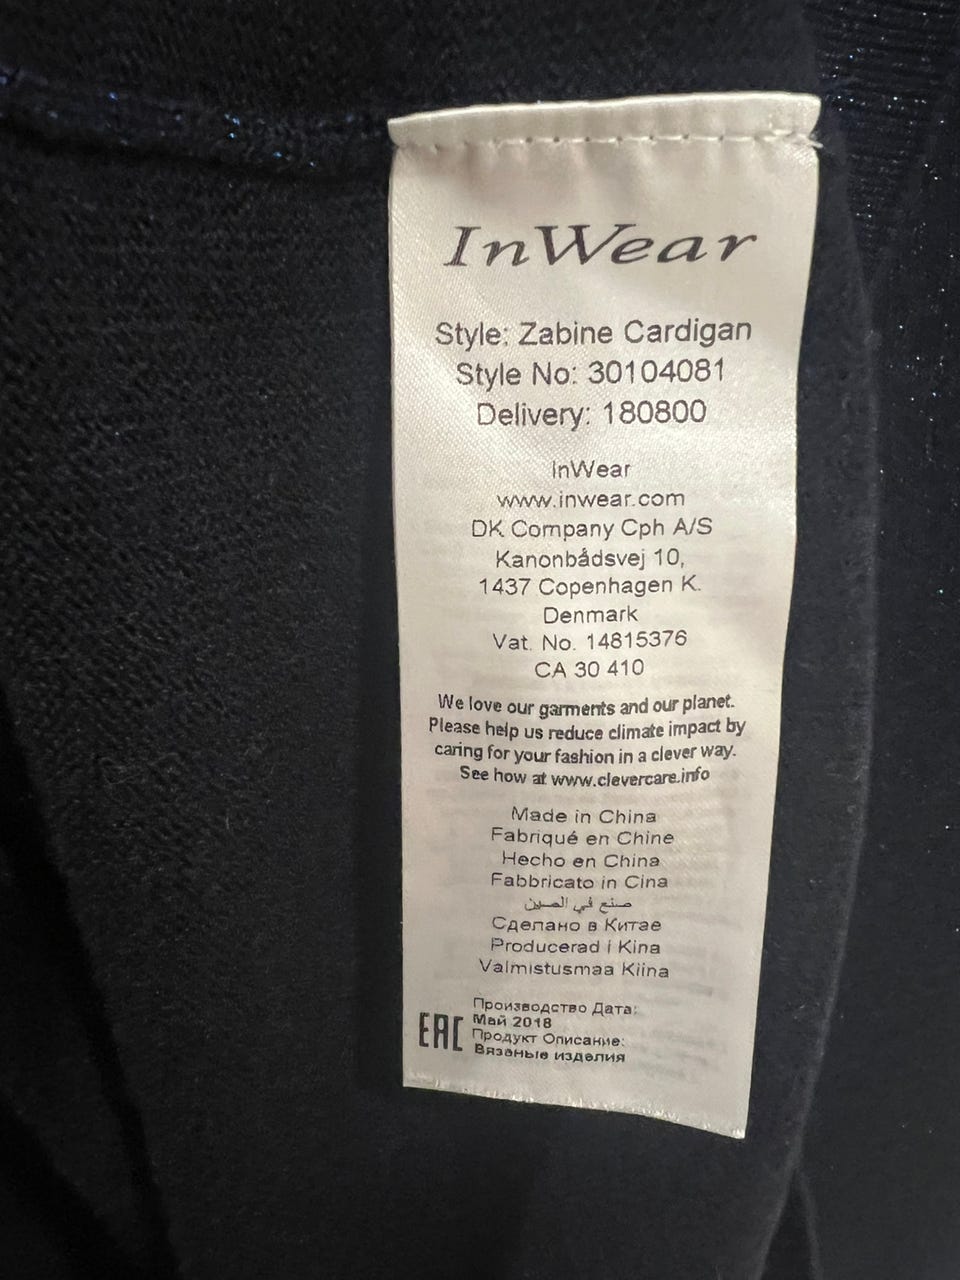 InWear
Style: Zabine Cardigan
Style No: 30104081
Delivery: 180800
InWear
www.inwear.com
DK Company Cph A/S
Kanonbådsvej 10,
1437 Copenhagen K.
Denmark
Vat. No. 14815376
CA 30 410
We love our garments and our planet.
Please help us reduce climate impact by
caring for your fashion in a clever way.
See how at www.clevercare.info
Made in China
Fabriqué en Chine
Hecho en China
Fabbricato in Cina
صنع في الصين
Сделано в Китае
Producerad i Kina
Valmistusmaa Kiina
EAC
Производство Дата:
Май 2018
Продукт Описание:
Вязаные изделия